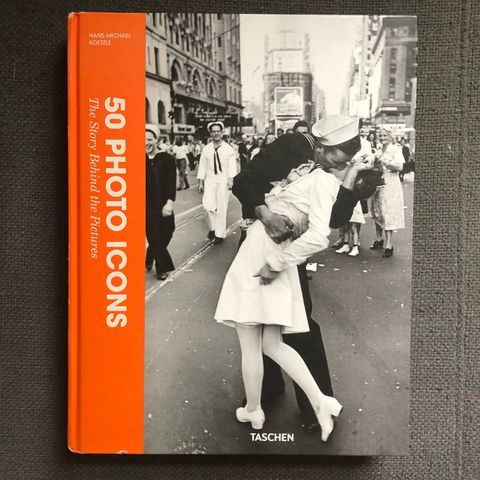 HANS-MICHAEL
KOETZLE
50 PHOTO ICONS
The Story Behind the Pictures
TASCHEN